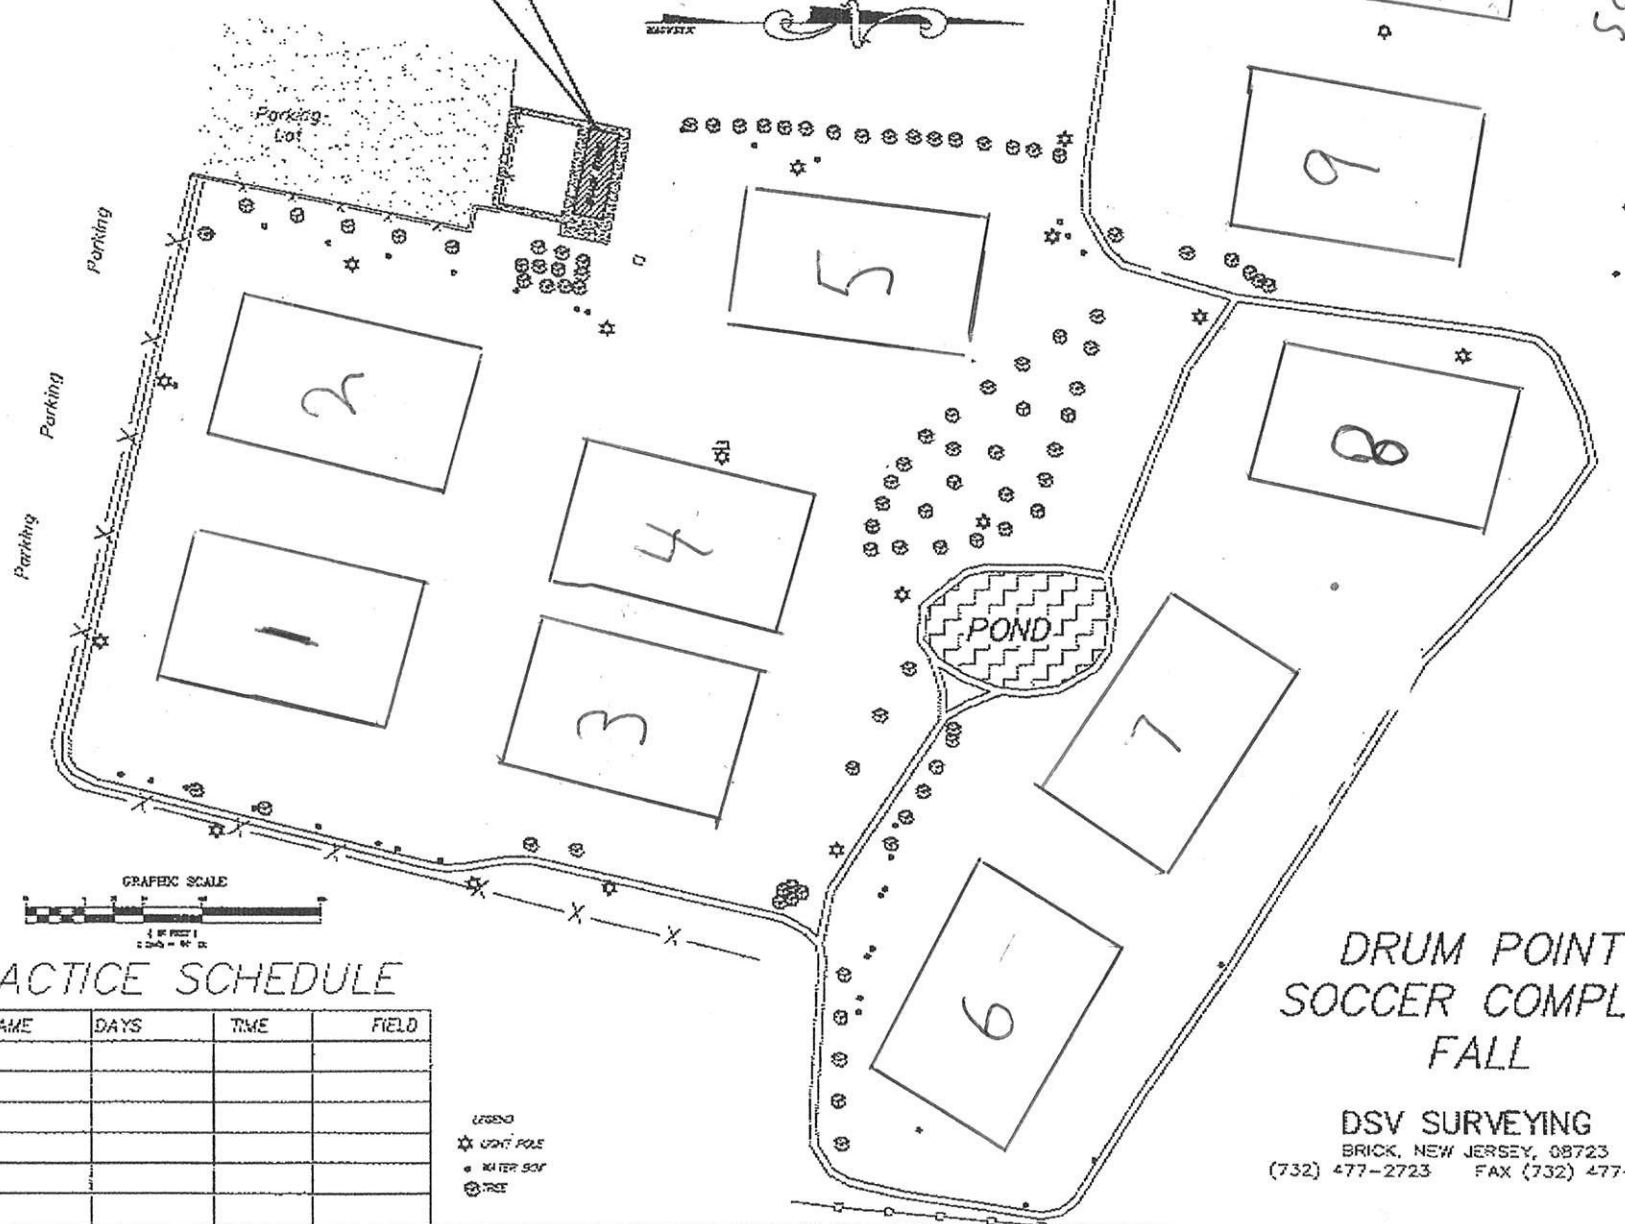 Parking
Lot
Parking
Parking
Parking
9
5
2
8
4
1
POND
3
7
6
GRAPHIC SCALE
ACTICE SCHEDULE
AME DAYS TIME FIELD
LEGEND
LIGHT POLE
TREE
DRUM POINT
SOCCER COMPL
FALL
DSV SURVEYING
BRICK, NEW JERSEY, 08723
(732) 477-2723 FAX (732) 477-